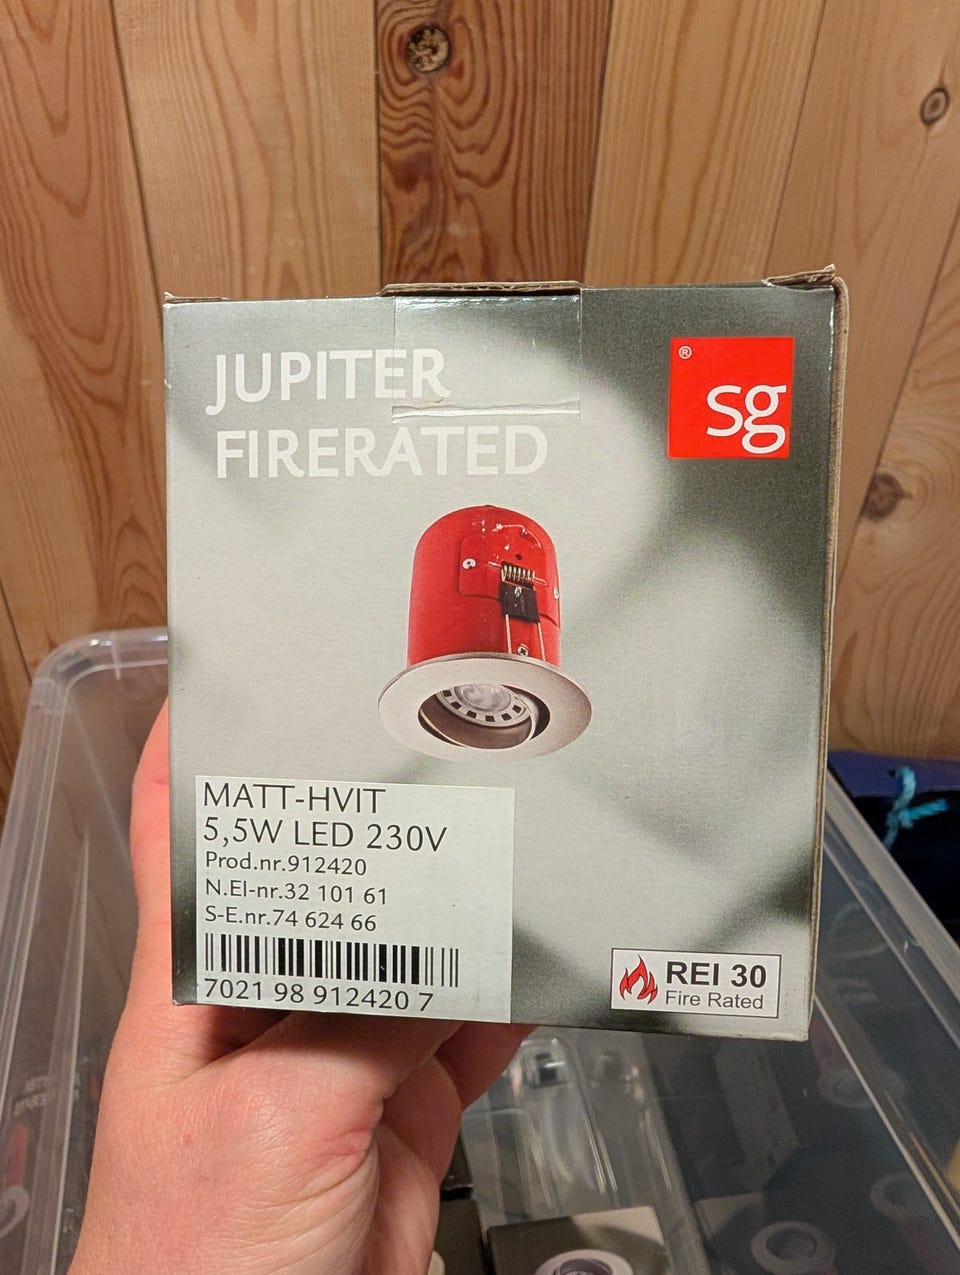 JUPITER
FIRERATED
®
sg
MATT-HVIT
5,5W LED 230V
Prod.nr.912420
N.El-nr.32 101 61
S-E.nr.74 624 66
7021 98 912420 7
REI 30
Fire Rated